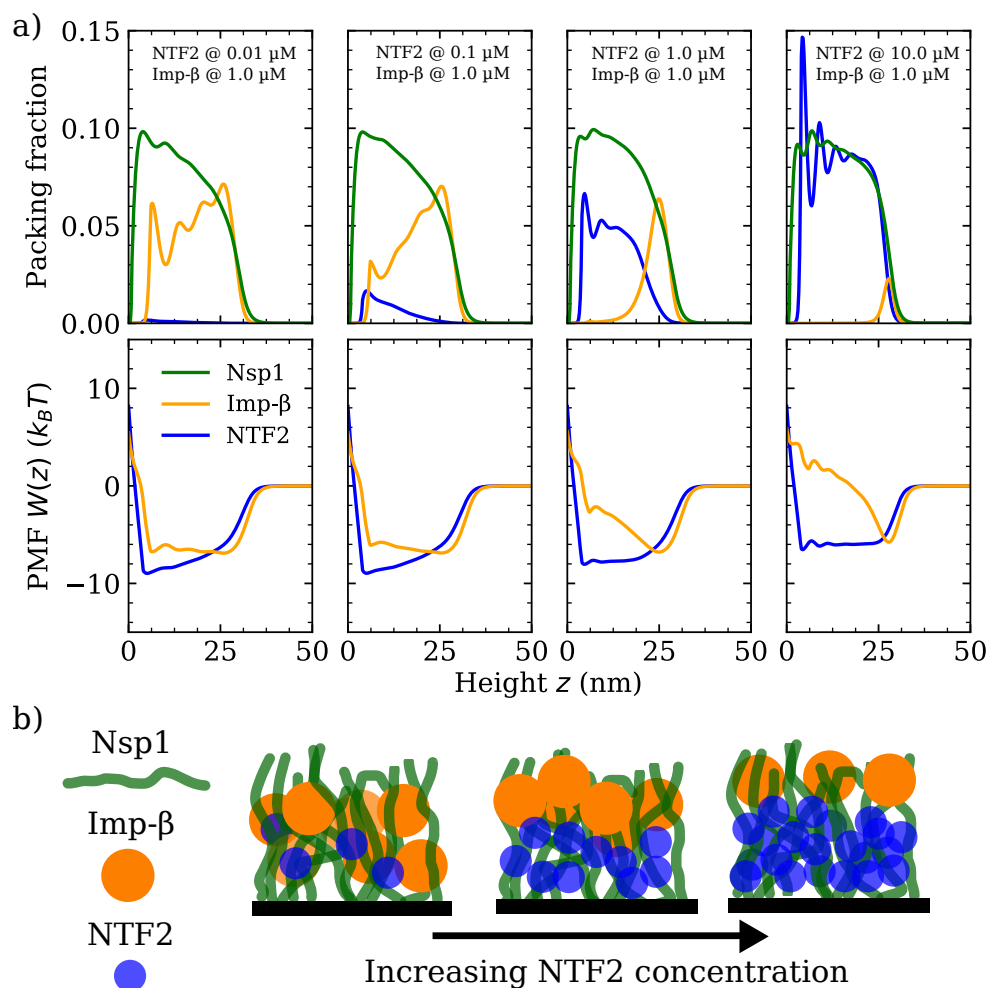 a)
NTF2 @ 0.01 μM
Imp-β @ 1.0 μM
NTF2 @ 0.1 μM
Imp-β @ 1.0 μM
NTF2 @ 1.0 μM
Imp-β @ 1.0 μM
NTF2 @ 10.0 μM
Imp-β @ 1.0 μM
0.15
0.10
0.05
0.00
Packing fraction
Nsp1
Imp-β
NTF2
10
0
−10
PMF W(z) (k_BT)
0 25 0 25 0 25 0 25 50
Height z (nm)
b)
Nsp1
Imp-β
NTF2
Increasing NTF2 concentration